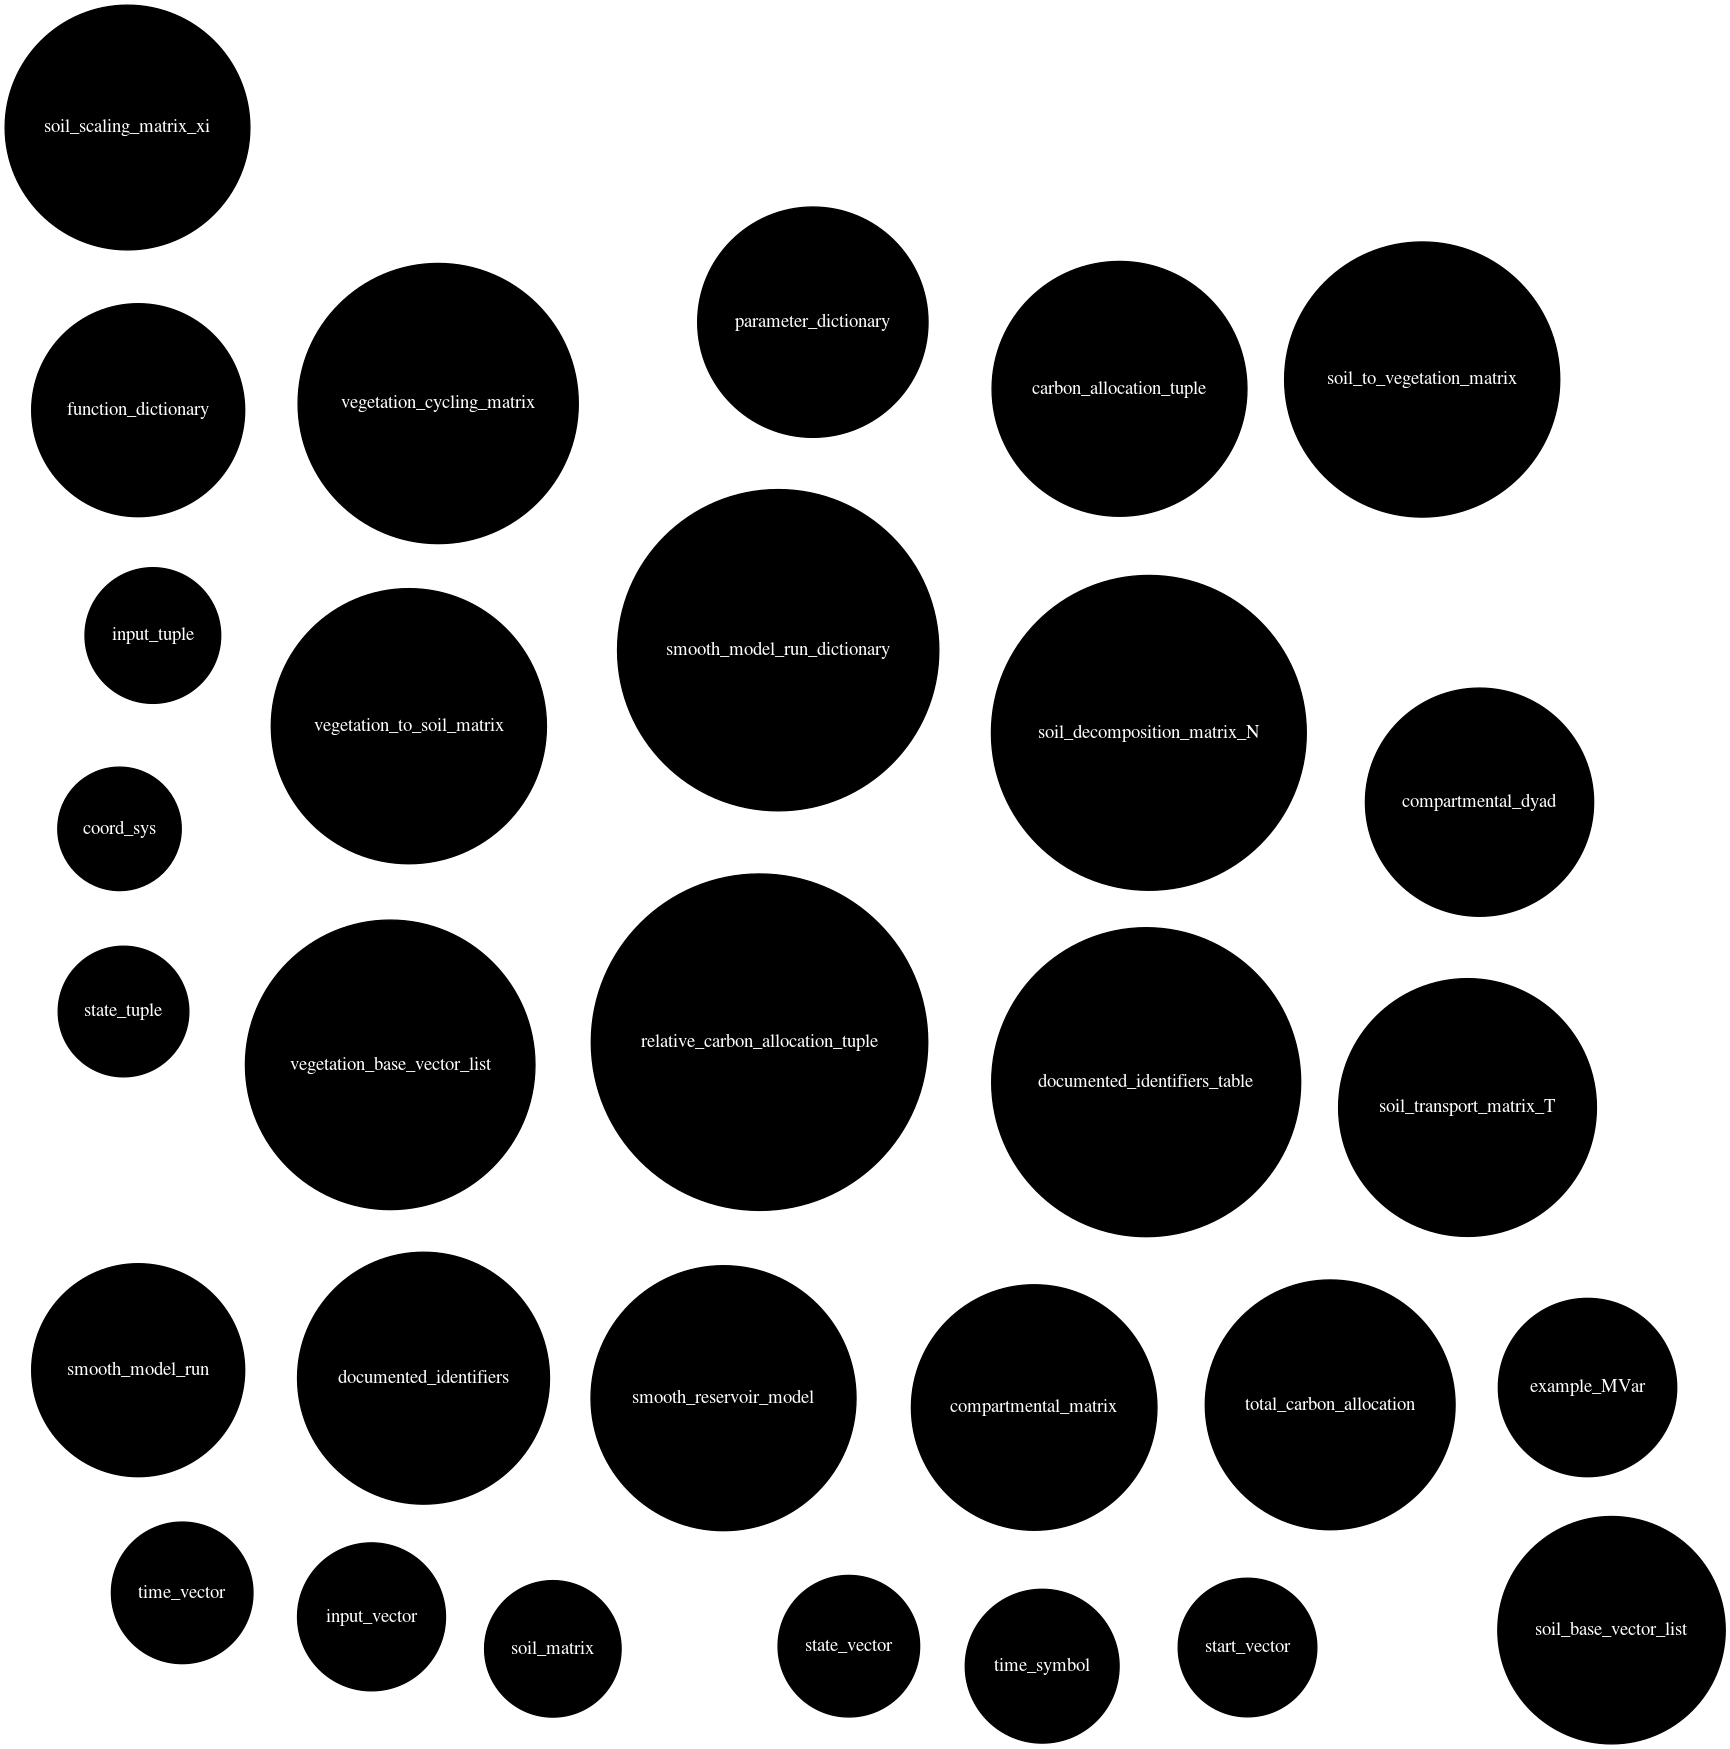 soil_scaling_matrix_xi
parameter_dictionary
soil_to_vegetation_matrix
carbon_allocation_tuple
vegetation_cycling_matrix
function_dictionary
input_tuple
smooth_model_run_dictionary
vegetation_to_soil_matrix
soil_decomposition_matrix_N
compartmental_dyad
coord_sys
state_tuple
relative_carbon_allocation_tuple
vegetation_base_vector_list
documented_identifiers_table
soil_transport_matrix_T
smooth_model_run
documented_identifiers
smooth_reservoir_model
compartmental_matrix
total_carbon_allocation
example_MVar
time_vector
input_vector
soil_matrix
state_vector
time_symbol
start_vector
soil_base_vector_list